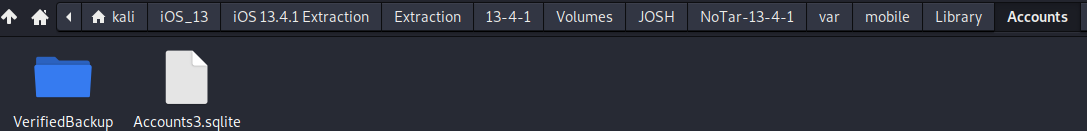 kali iOS_13 iOS 13.4.1 Extraction Extraction 13-4-1 Volumes JOSH NoTar-13-4-1 var mobile Library Accounts
VerifiedBackup Accounts3.sqlite